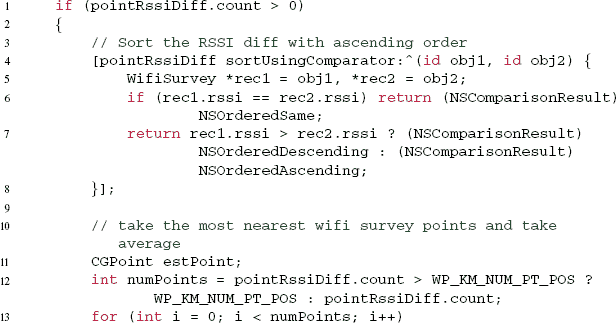 1 if (pointRssiDiff.count > 0)
2 {
3 // Sort the RSSI diff with ascending order
4 [pointRssiDiff sortUsingComparator:^(id obj1, id obj2) {
5 WifiSurvey *rec1 = obj1, *rec2 = obj2;
6 if (rec1.rssi == rec2.rssi) return (NSComparisonResult)
NSOrderedSame;
7 return rec1.rssi > rec2.rssi ? (NSComparisonResult)
NSOrderedDescending : (NSComparisonResult)
NSOrderedAscending;
8 }];
9
10 // take the most nearest wifi survey points and take
average
11 CGPoint estPoint;
12 int numPoints = pointRssiDiff.count > WP_KM_NUM_PT_POS ?
WP_KM_NUM_PT_POS : pointRssiDiff.count;
13 for (int i = 0; i < numPoints; i++)